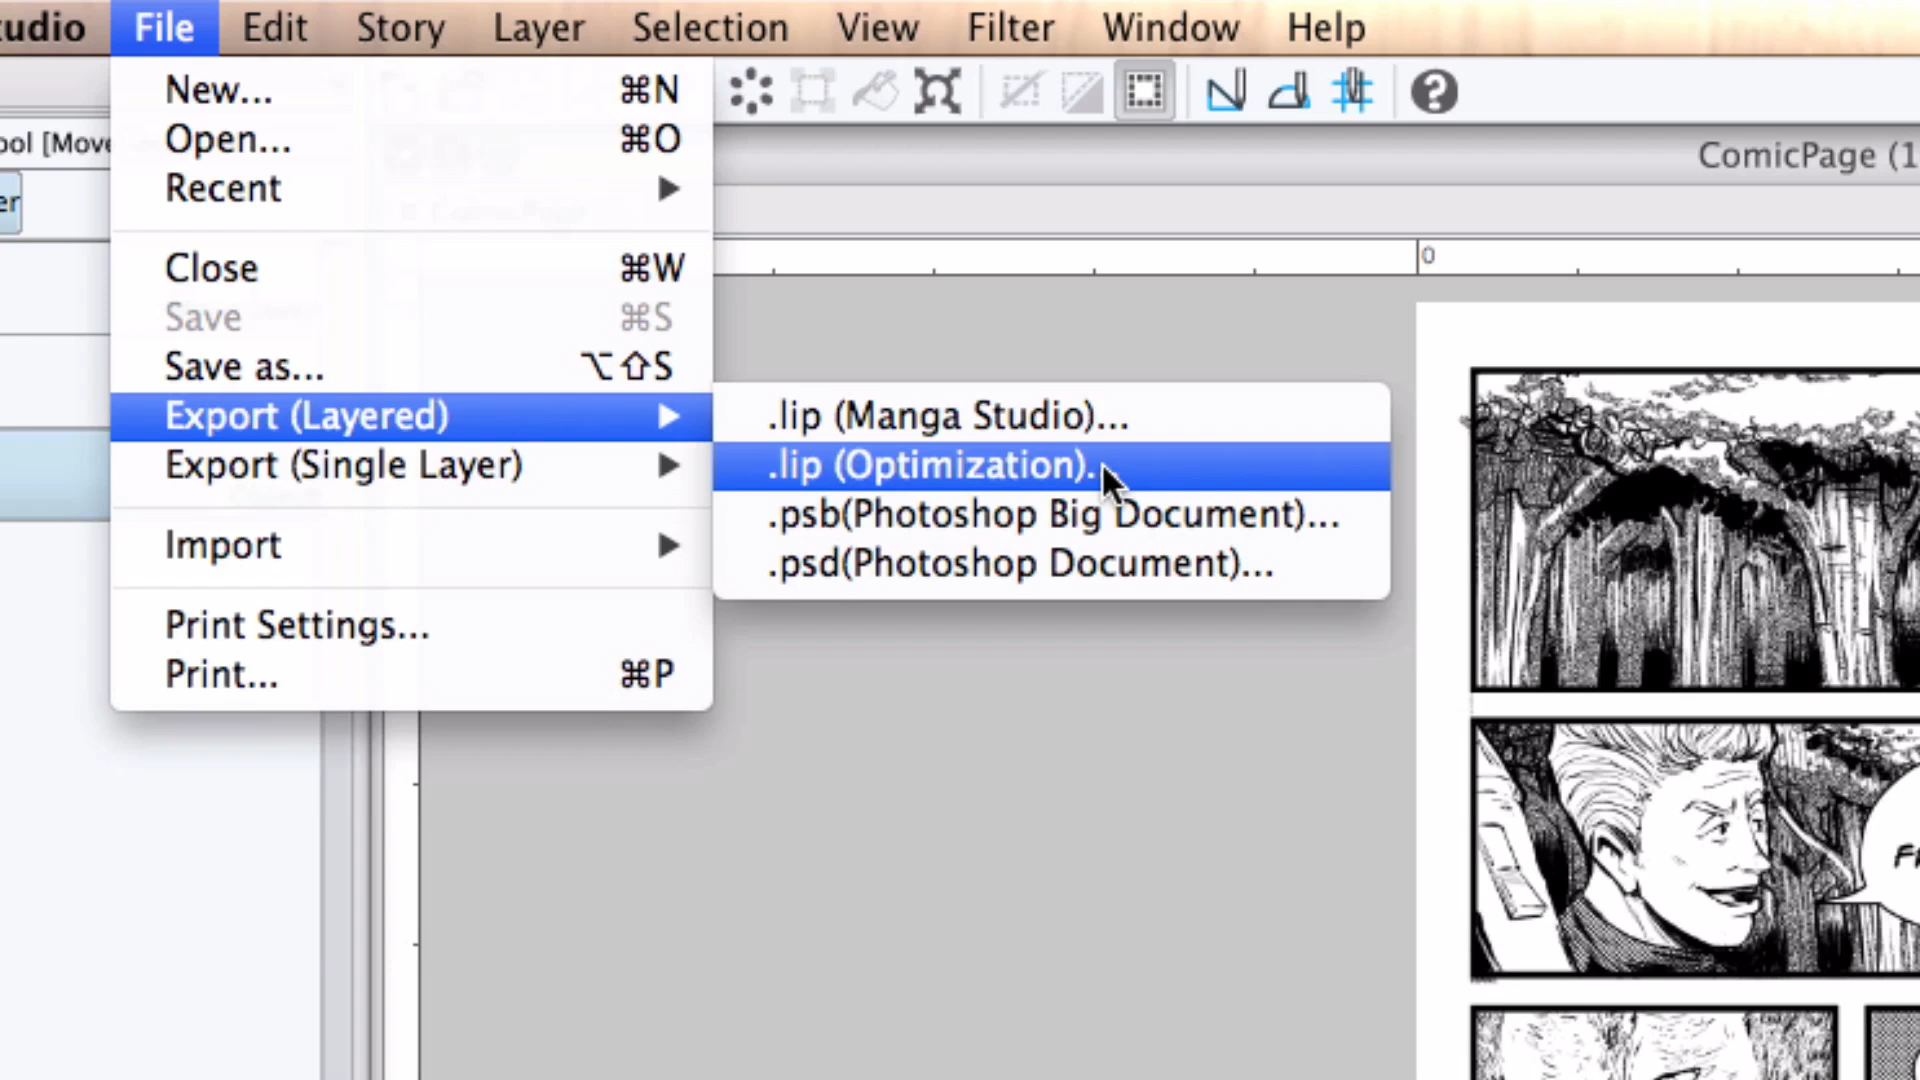 udio File Edit Story Layer Selection View Filter Window Help
New... ⌘N
Open... ⌘O
ool [Move
ComicPage (1
er
Recent
Close ⌘W
0
Save ⌘S
Save as... ⌥⇧S
Export (Layered)
.lip (Manga Studio)...
Export (Single Layer)
.lip (Optimization).
.psb(Photoshop Big Document)...
Import
.psd(Photoshop Document)...
Print Settings...
Print... ⌘P